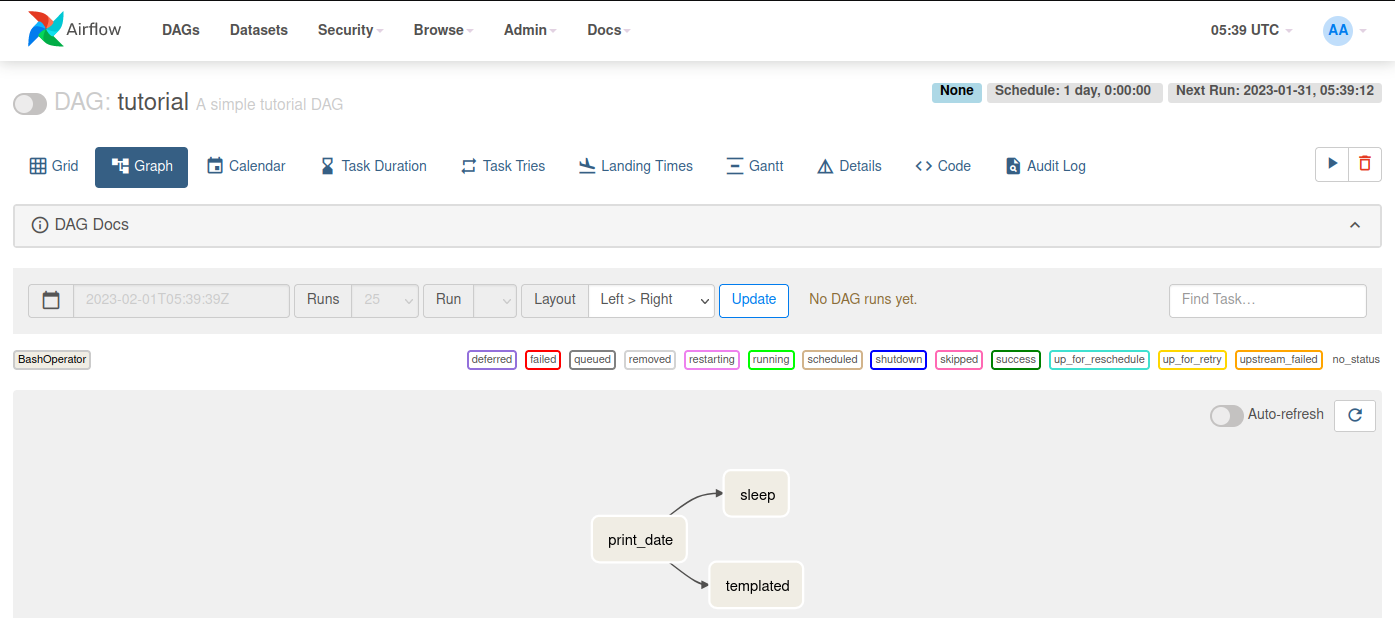 Airflow DAGs Datasets Security Browse Admin Docs 05:39 UTC AA
DAG: tutorial A simple tutorial DAG None Schedule: 1 day, 0:00:00 Next Run: 2023-01-31, 05:39:12
Grid Graph Calendar Task Duration Task Tries Landing Times Gantt Details Code Audit Log
DAG Docs
2023-02-01T05:39:39Z Runs 25 Run Layout Left > Right Update No DAG runs yet. Find Task...
BashOperator deferred failed queued removed restarting running scheduled shutdown skipped success up_for_reschedule up_for_retry upstream_failed no_status
Auto-refresh
sleep
print_date
templated